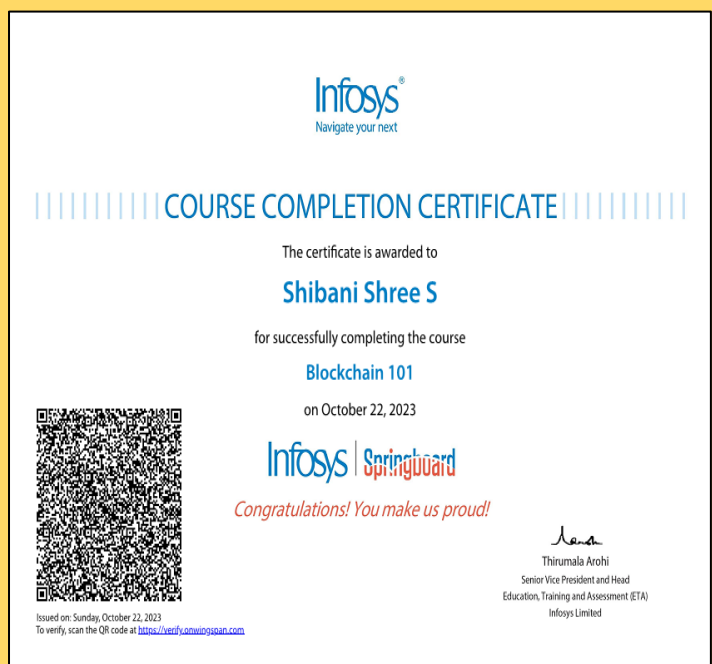 Infosys®
Navigate your next
COURSE COMPLETION CERTIFICATE
The certificate is awarded to
Shibani Shree S
for successfully completing the course
Blockchain 101
on October 22, 2023
Infosys | Springboard
Congratulations! You make us proud!
Thirumala Arohi
Senior Vice President and Head
Education, Training and Assessment (ETA)
Infosys Limited
Issued on: Sunday, October 22, 2023
To verify, scan the QR code at https://verify.onwingspan.com